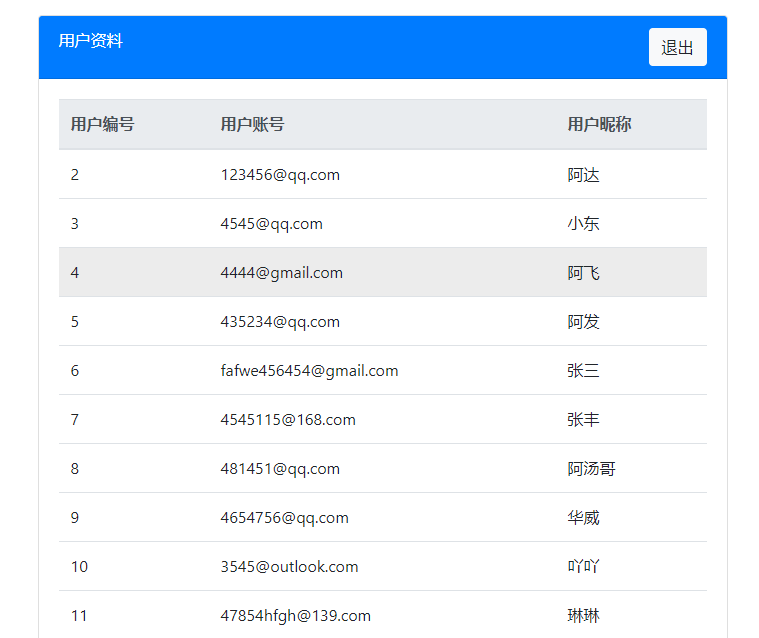 用户资料 退出
用户编号 用户账号 用户昵称
2 123456@qq.com 阿达
3 4545@qq.com 小东
4 4444@gmail.com 阿飞
5 435234@qq.com 阿发
6 fafwe456454@gmail.com 张三
7 4545115@168.com 张丰
8 481451@qq.com 阿汤哥
9 4654756@qq.com 华威
10 3545@outlook.com 吖吖
11 47854hfgh@139.com 琳琳